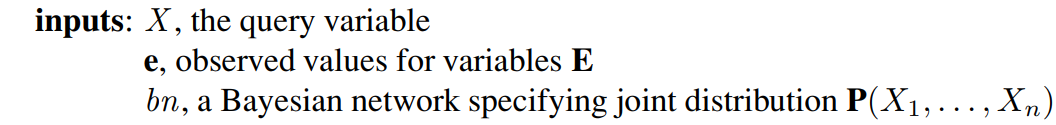 inputs: X, the query variable
e, observed values for variables E
bn, a Bayesian network specifying joint distribution P(X₁, . . . , Xₙ)